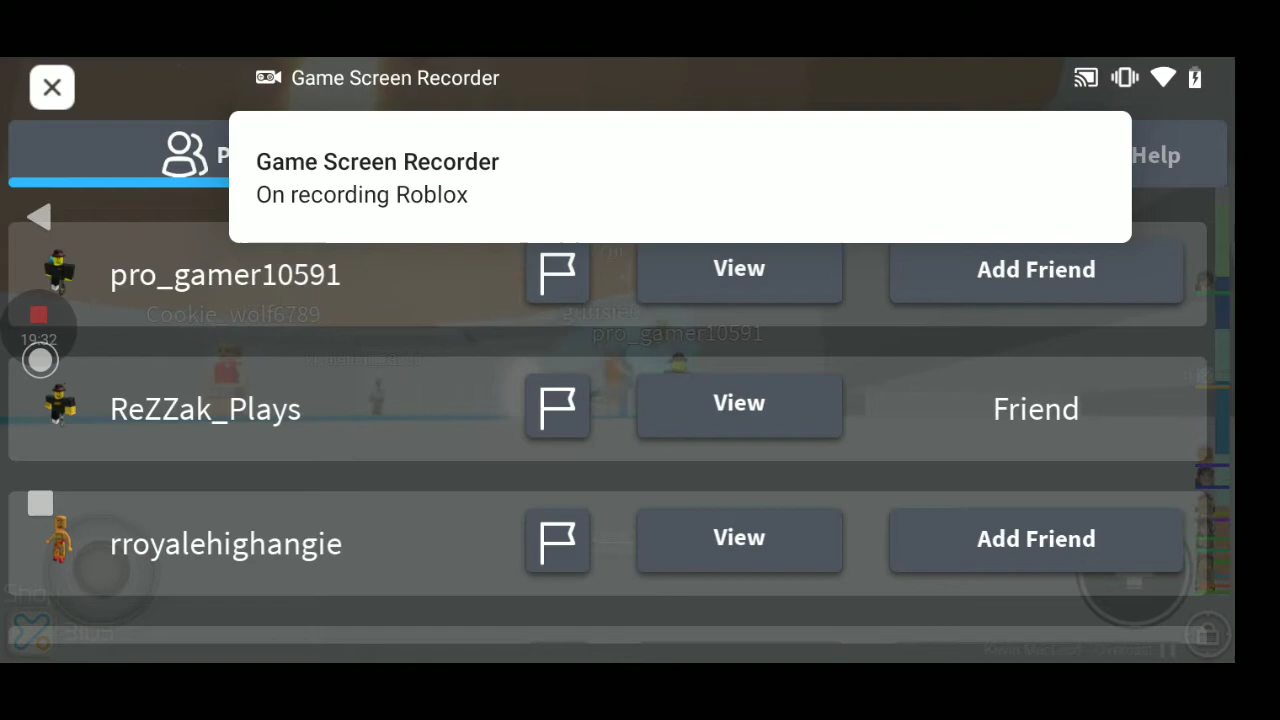 Game Screen Recorder
Game Screen Recorder
On recording Roblox
P
Help
pro_gamer10591
View
Add Friend
Cookie_wolf6789
pro_gamer10591
19:32
ReZZak_Plays
View
Friend
rroyalehighangie
View
Add Friend